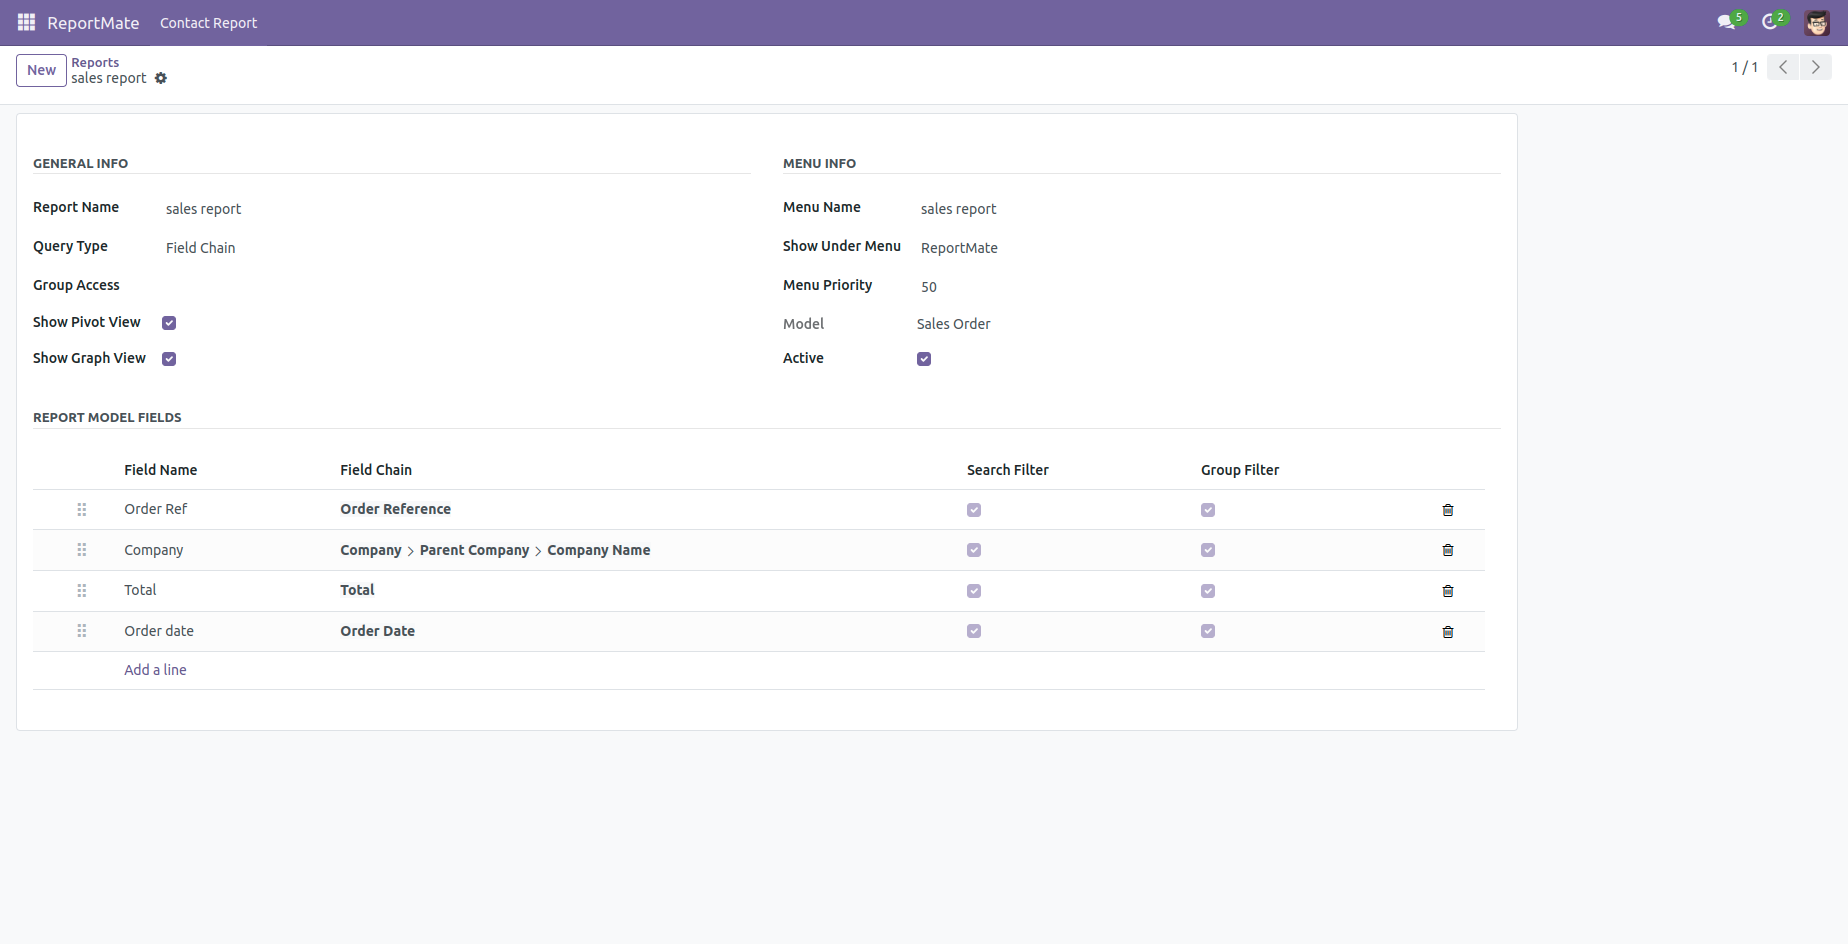 ReportMate Contact Report 5 2
New Reports 1 / 1
sales report
GENERAL INFO MENU INFO
Report Name sales report Menu Name sales report
Query Type Field Chain Show Under Menu ReportMate
Group Access Menu Priority 50
Show Pivot View Model Sales Order
Show Graph View Active
REPORT MODEL FIELDS
Field Name Field Chain Search Filter Group Filter
Order Ref Order Reference
Company Company > Parent Company > Company Name
Total Total
Order date Order Date
Add a line